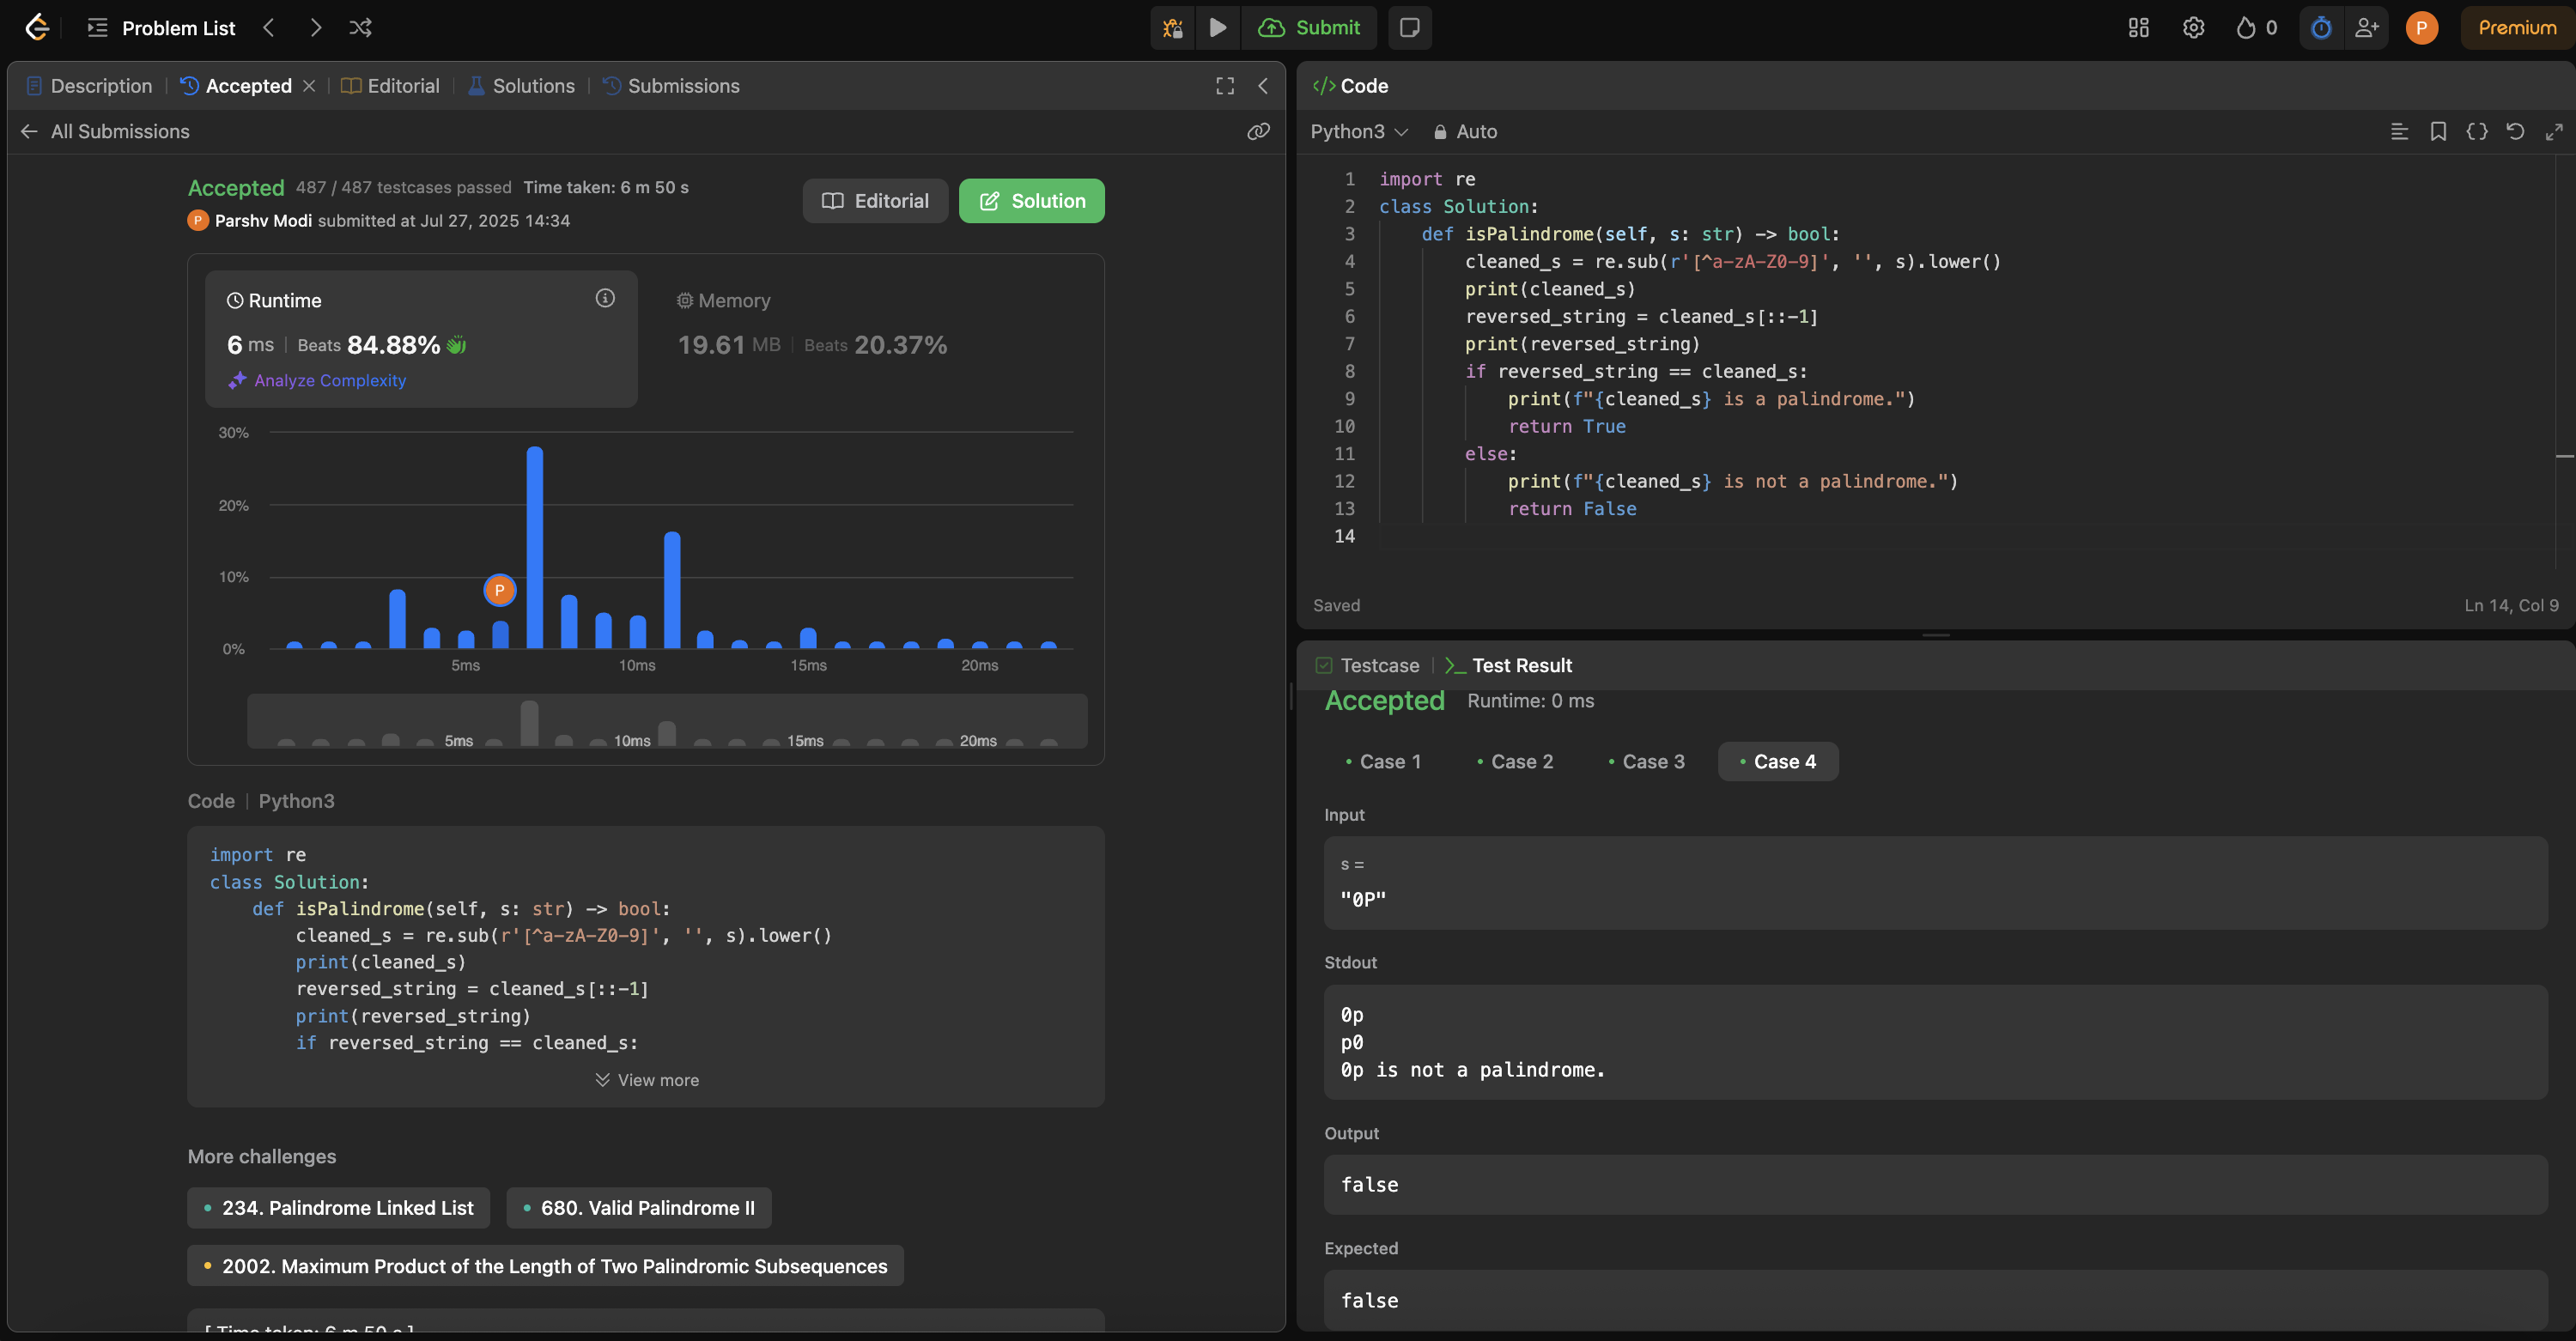 Problem List
Submit
0
P
Premium
Description
Accepted
Editorial
Solutions
Submissions
All Submissions
Accepted 487 / 487 testcases passed Time taken: 6 m 50 s
P Parshv Modi submitted at Jul 27, 2025 14:34
Editorial
Solution
Runtime
6 ms | Beats 84.88%
Analyze Complexity
Memory
19.61 MB | Beats 20.37%
30%
20%
10%
0%
P
5ms
10ms
15ms
20ms
5ms
10ms
15ms
20ms
Code | Python3
import re
class Solution:
    def isPalindrome(self, s: str) -> bool:
        cleaned_s = re.sub(r'[^a-zA-Z0-9]', '', s).lower()
        print(cleaned_s)
        reversed_string = cleaned_s[::-1]
        print(reversed_string)
        if reversed_string == cleaned_s:
View more
More challenges
234. Palindrome Linked List
680. Valid Palindrome II
2002. Maximum Product of the Length of Two Palindromic Subsequences
[ Time taken: 6 m 50 s ]
</> Code
Python3
Auto
1 import re
2 class Solution:
3     def isPalindrome(self, s: str) -> bool:
4         cleaned_s = re.sub(r'[^a-zA-Z0-9]', '', s).lower()
5         print(cleaned_s)
6         reversed_string = cleaned_s[::-1]
7         print(reversed_string)
8         if reversed_string == cleaned_s:
9             print(f"{cleaned_s} is a palindrome.")
10             return True
11         else:
12             print(f"{cleaned_s} is not a palindrome.")
13             return False
14
Saved
Ln 14, Col 9
Testcase
Test Result
Accepted Runtime: 0 ms
Case 1
Case 2
Case 3
Case 4
Input
s =
"0P"
Stdout
0p
p0
0p is not a palindrome.
Output
false
Expected
false